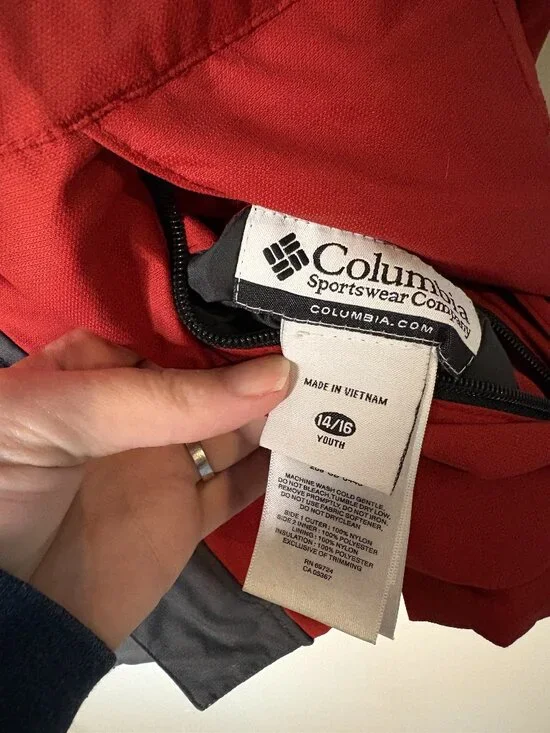 Columbia
Sportswear Company
COLUMBIA.COM
MADE IN VIETNAM
14/16
YOUTH
MACHINE WASH COLD GENTLE,
DO NOT BLEACH, TUMBLE DRY LOW,
REMOVE PROMPTLY, DO NOT IRON,
DO NOT USE FABRIC SOFTENER,
DO NOT DRYCLEAN
SIDE 1 OUTER : 100% NYLON
SIDE 2 INNER : 100% POLYESTER
LINING : 100% NYLON
INSULATION : 100% POLYESTER
EXCLUSIVE OF TRIMMING
RN 69724
CA 05367